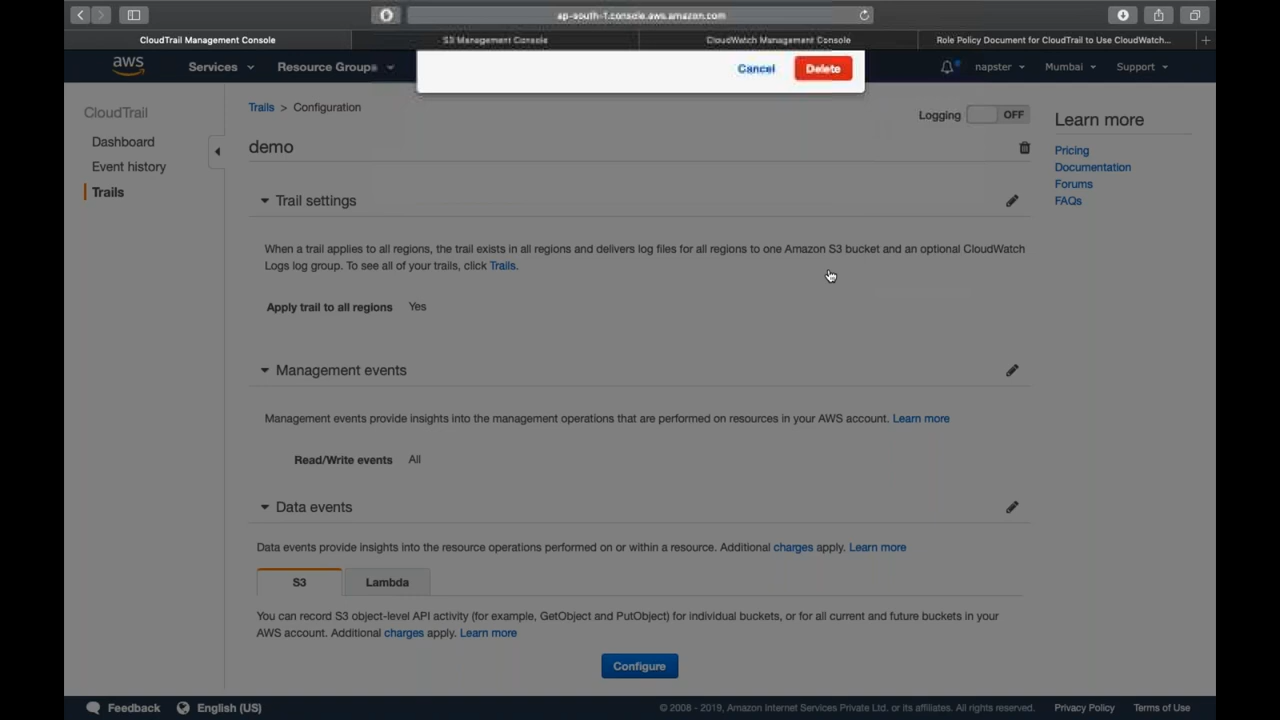 ap-south-1.console.aws.amazon.com
CloudTrail Management Console
S3 Management Console
CloudWatch Management Console
Role Policy Document for CloudTrail to Use CloudWatch...
aws
Services
Resource Groups
napster
Mumbai
Support
Cancel
Delete
CloudTrail
Dashboard
Event history
Trails
Trails > Configuration
Logging OFF
demo
Trail settings
When a trail applies to all regions, the trail exists in all regions and delivers log files for all regions to one Amazon S3 bucket and an optional CloudWatch
Logs log group. To see all of your trails, click Trails.
Apply trail to all regions Yes
Management events
Management events provide insights into the management operations that are performed on resources in your AWS account. Learn more
Read/Write events All
Data events
Data events provide insights into the resource operations performed on or within a resource. Additional charges apply. Learn more
S3
Lambda
You can record S3 object-level API activity (for example, GetObject and PutObject) for individual buckets, or for all current and future buckets in your
AWS account. Additional charges apply. Learn more
Configure
Learn more
Pricing
Documentation
Forums
FAQs
Feedback
English (US)
© 2008 - 2019, Amazon Internet Services Private Ltd. or its affiliates. All rights reserved.
Privacy Policy
Terms of Use